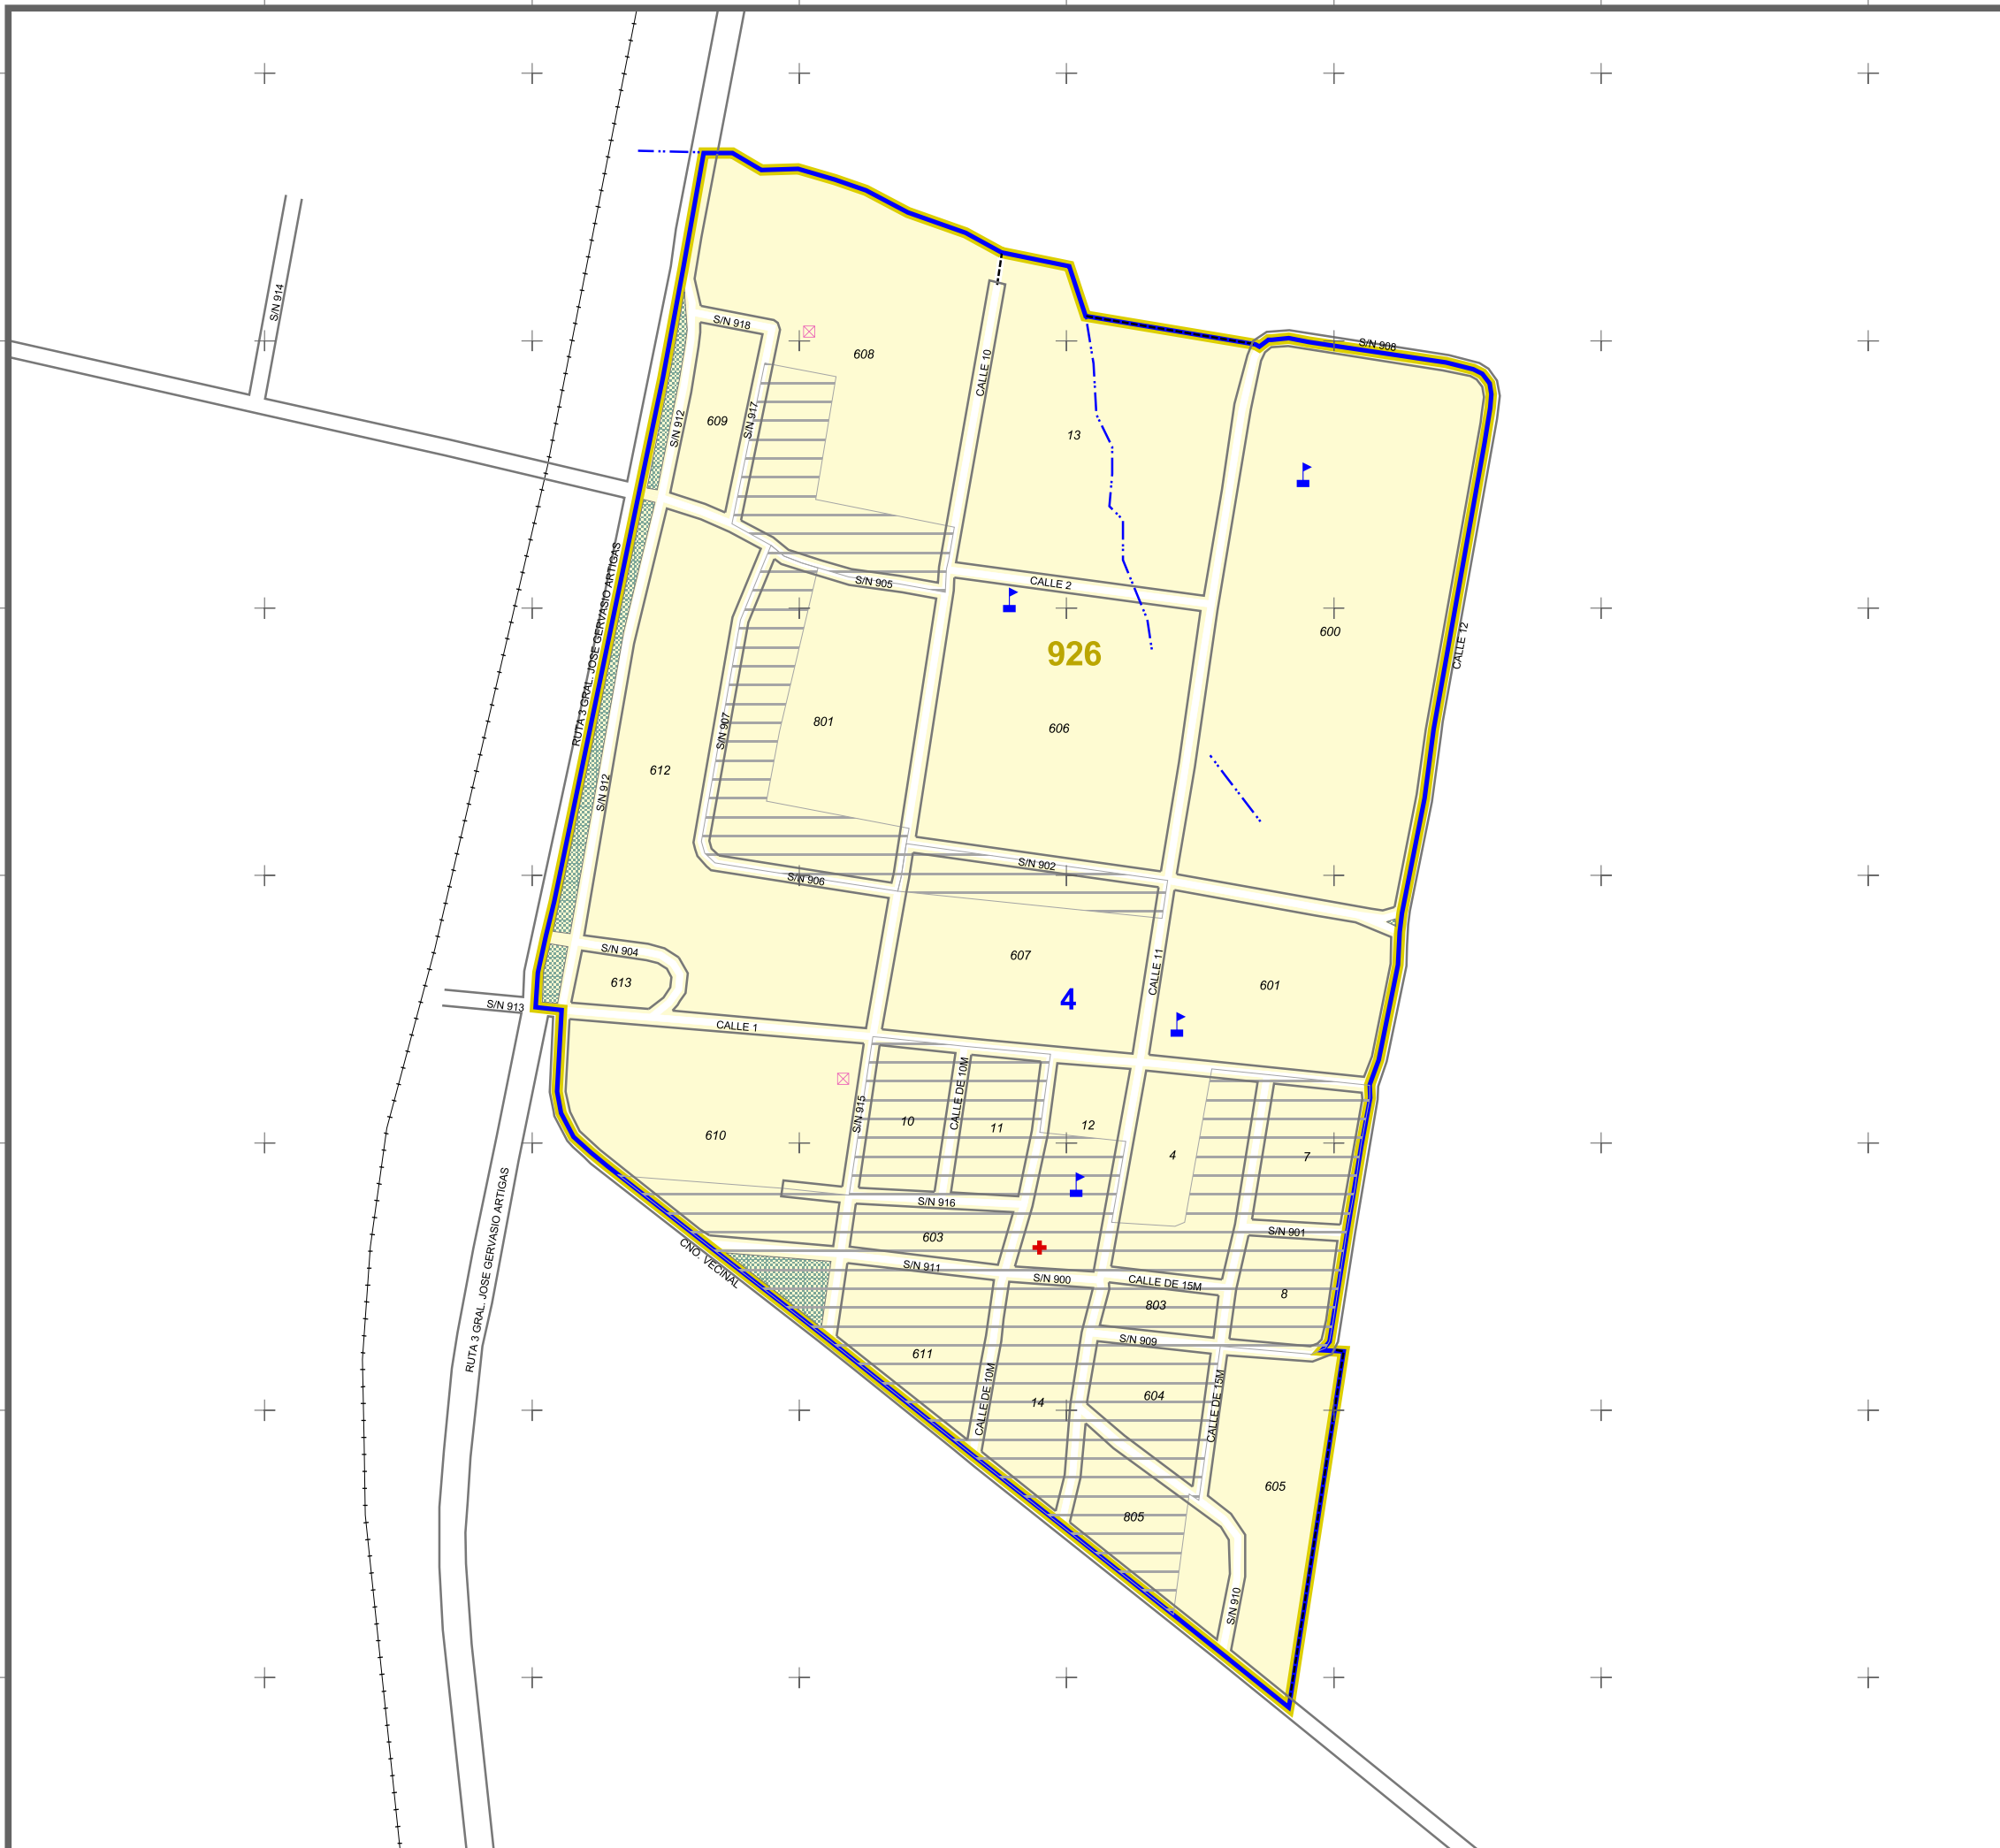 S/N 914
S/N 908
S/N 918
608
CALLE 10
609
S/N 917
S/N 912
13
RUTA 3 GRAL. JOSE GERVASIO ARTIGAS
S/N 905
CALLE 2
600
CALLE 12
926
801
606
S/N 907
612
S/N 912
S/N 902
S/N 906
S/N 904
607
613
601
CALLE 11
4
S/N 913
CALLE 1
610
S/N 915
10
CALLE DE 10M
11
12
4
7
S/N 916
603
S/N 901
CNO. VECINAL
S/N 911
S/N 900
CALLE DE 15M
8
803
RUTA 3 GRAL. JOSE GERVASIO ARTIGAS
S/N 909
611
CALLE DE 10M
14
604
CALLE DE 15M
605
805
S/N 910